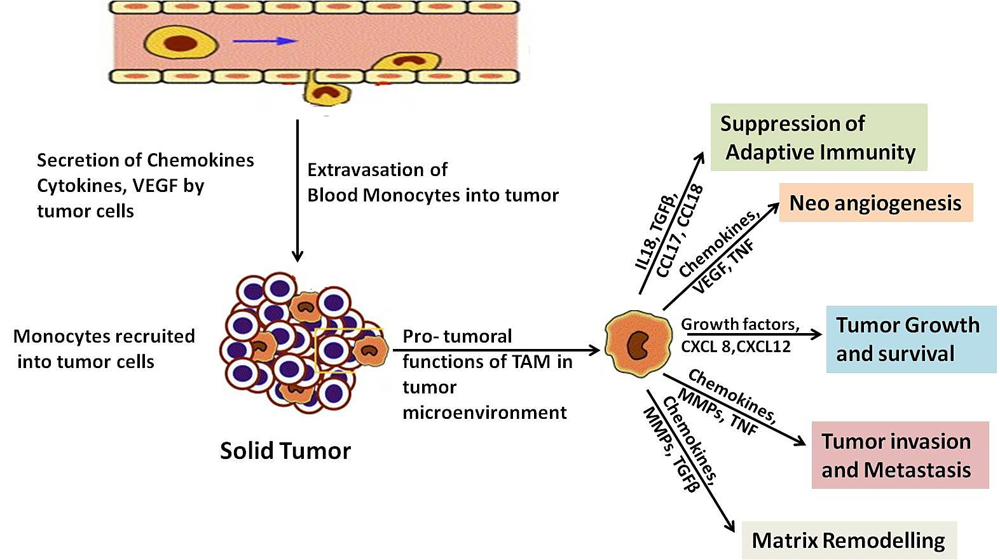 Secretion of Chemokines
Cytokines, VEGF by
tumor cells
Extravasation of
Blood Monocytes into tumor
Monocytes recruited
into tumor cells
Solid Tumor
Pro- tumoral
functions of TAM in
tumor
microenvironment
IL18, TGFβ,
CCL17, CCL18
Suppression of
Adaptive Immunity
Chemokines,
VEGF, TNF
Neo angiogenesis
Growth factors,
CXCL 8,CXCL12
Tumor Growth
and survival
Chemokines,
MMPs, TNF
Tumor invasion
and Metastasis
Chemokines,
MMPs, TGFβ
Matrix Remodelling